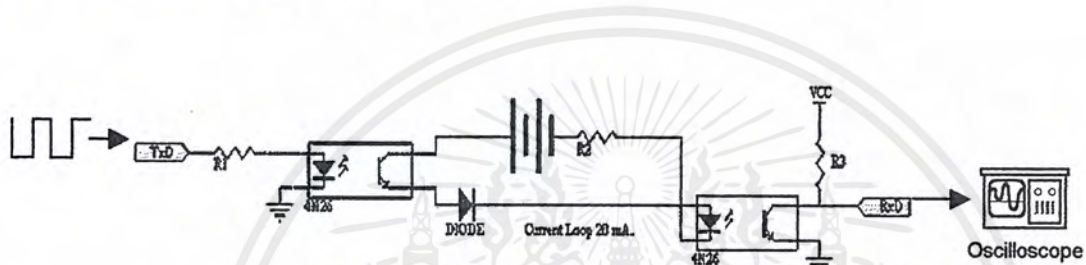 VCC
TxD
R1
R2
R3
RxD
4N26
DIODE
Current Loop 20 mA.
4N26
Oscilloscope